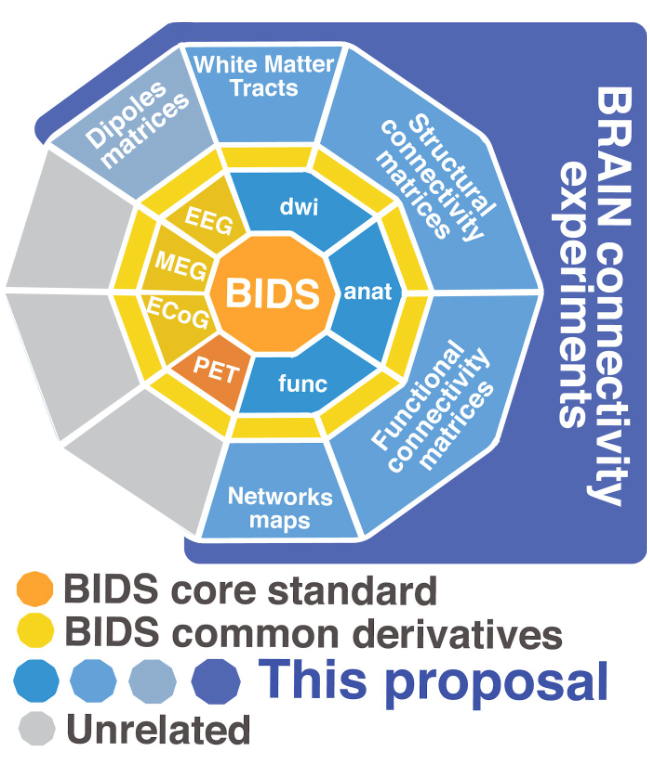 White Matter
Tracts
Dipoles
matrices
Structural
connectivity
matrices
BRAIN connectivity
experiments
EEG
dwi
MEG
BIDS
anat
ECoG
PET
func
Functional
connectivity
matrices
Networks
maps
BIDS core standard
BIDS common derivatives
This proposal
Unrelated